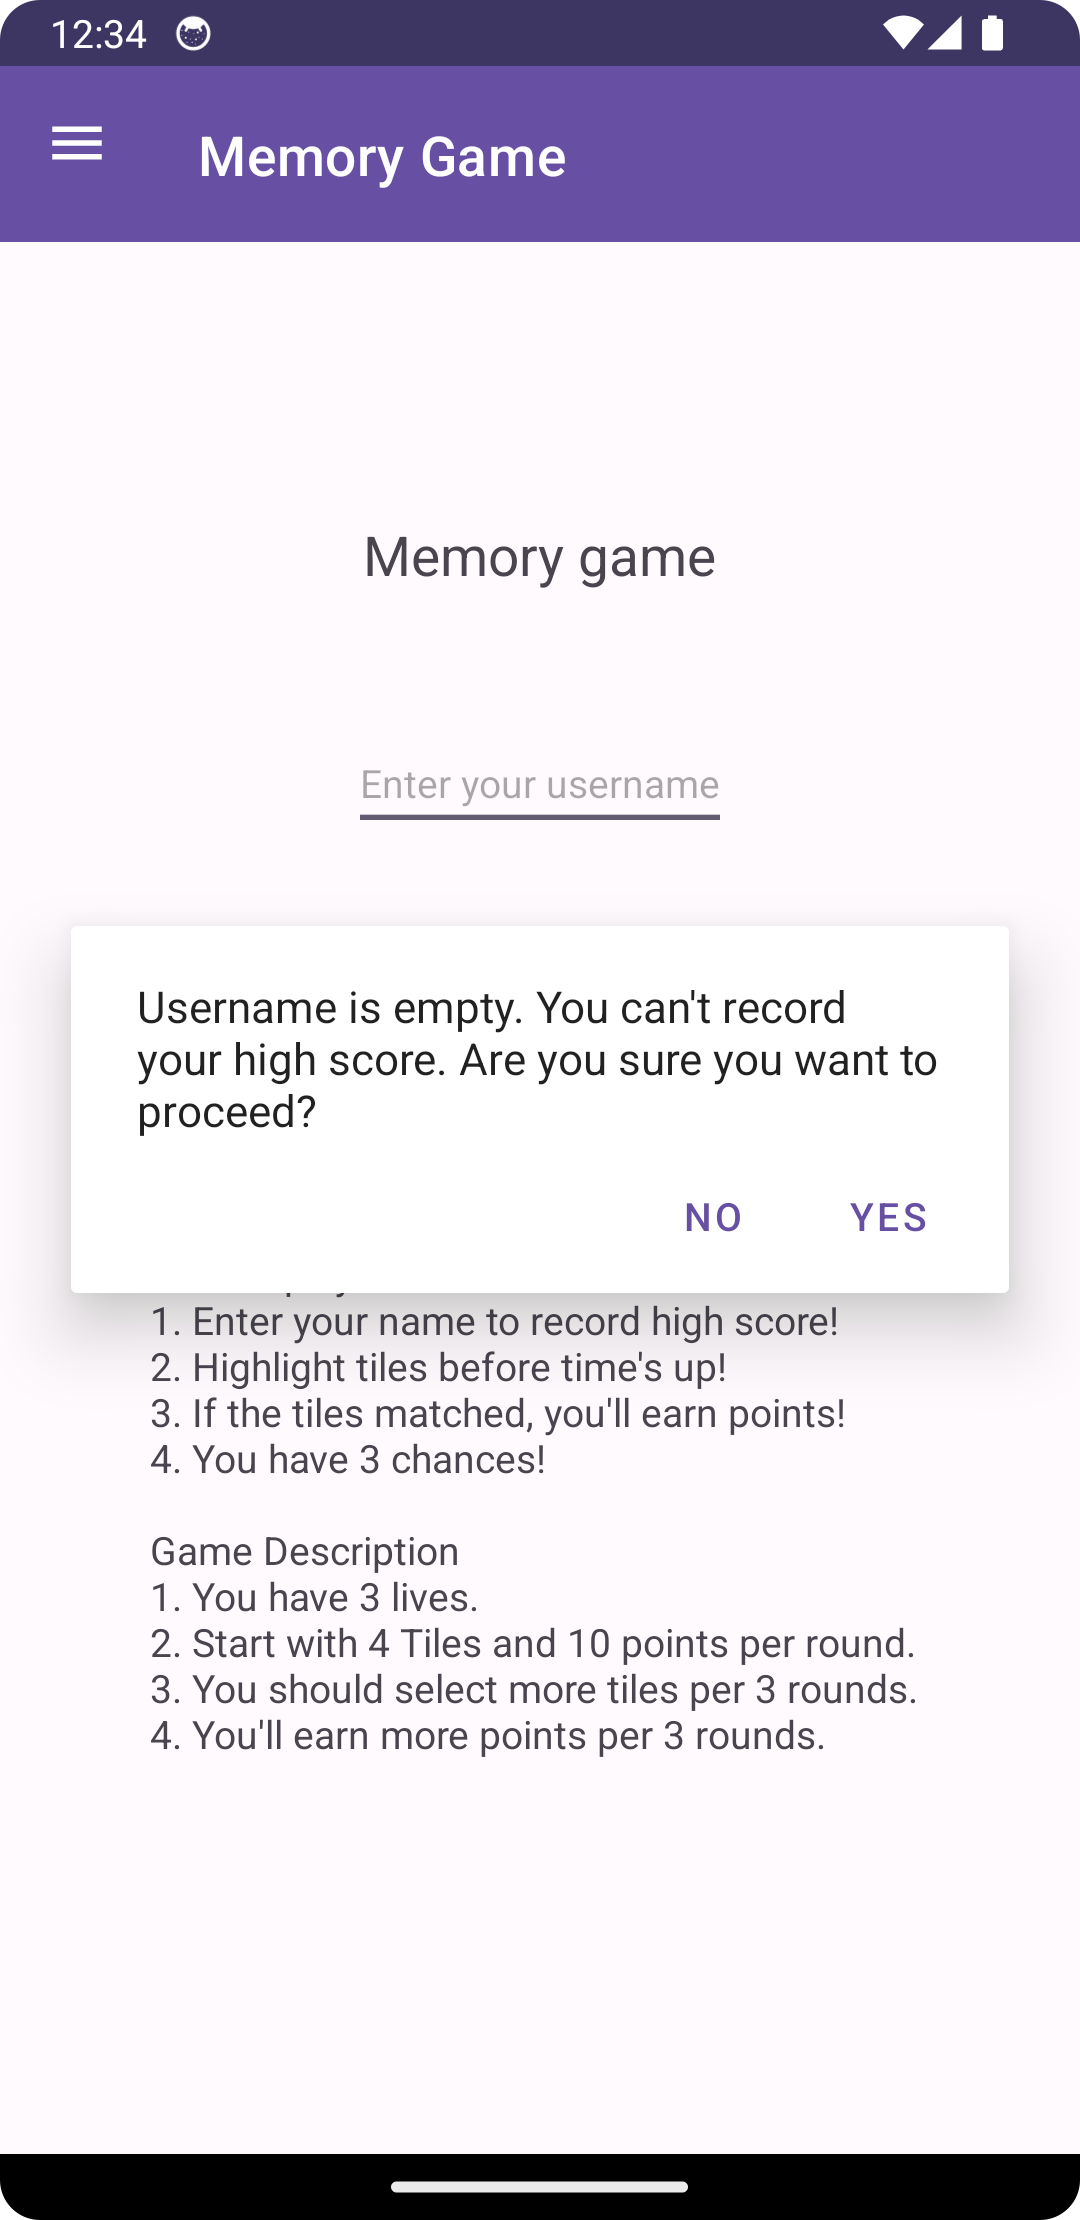 12:34
Memory Game
Memory game
Enter your username
Username is empty. You can't record
your high score. Are you sure you want to
proceed?
NO YES
1. Enter your name to record high score!
2. Highlight tiles before time's up!
3. If the tiles matched, you'll earn points!
4. You have 3 chances!
Game Description
1. You have 3 lives.
2. Start with 4 Tiles and 10 points per round.
3. You should select more tiles per 3 rounds.
4. You'll earn more points per 3 rounds.